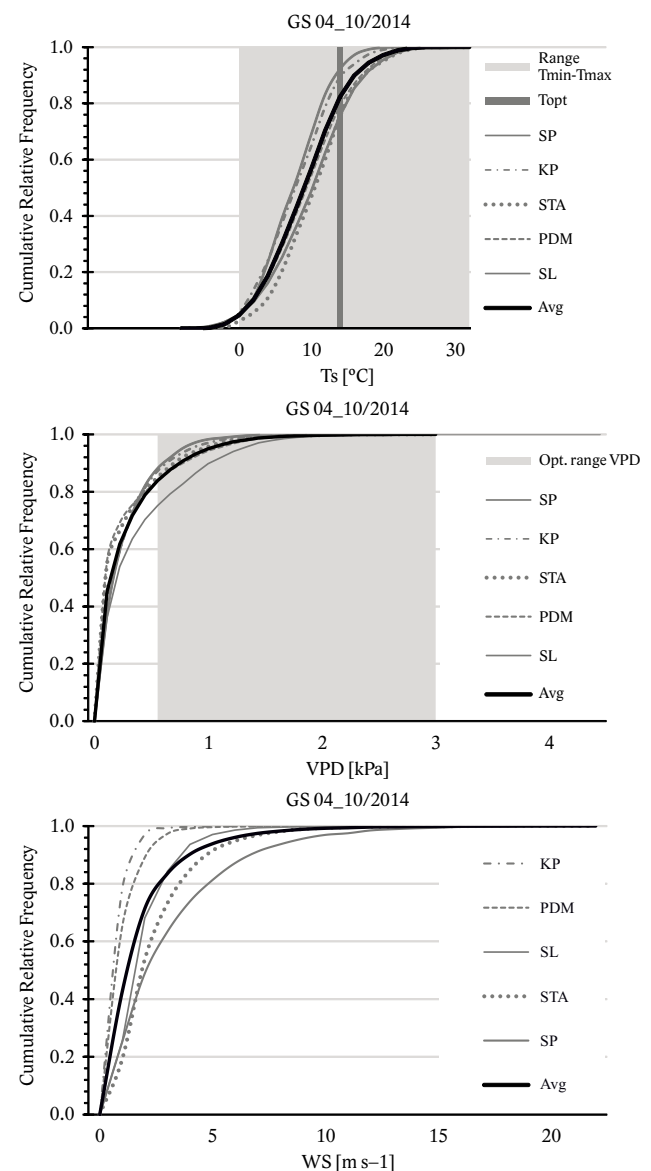 GS 04_10/2014
Cumulative Relative Frequency
1.0
0.8
0.6
0.4
0.2
0.0
0 10 20 30
Ts [°C]
Range
Tmin-Tmax
Topt
SP
KP
STA
PDM
SL
Avg
GS 04_10/2014
Cumulative Relative Frequency
1.0
0.8
0.6
0.4
0.2
0.0
0 1 2 3 4
VPD [kPa]
Opt. range VPD
SP
KP
STA
PDM
SL
Avg
GS 04_10/2014
Cumulative Relative Frequency
1.0
0.8
0.6
0.4
0.2
0.0
0 5 10 15 20
WS [m s–1]
KP
PDM
SL
STA
SP
Avg